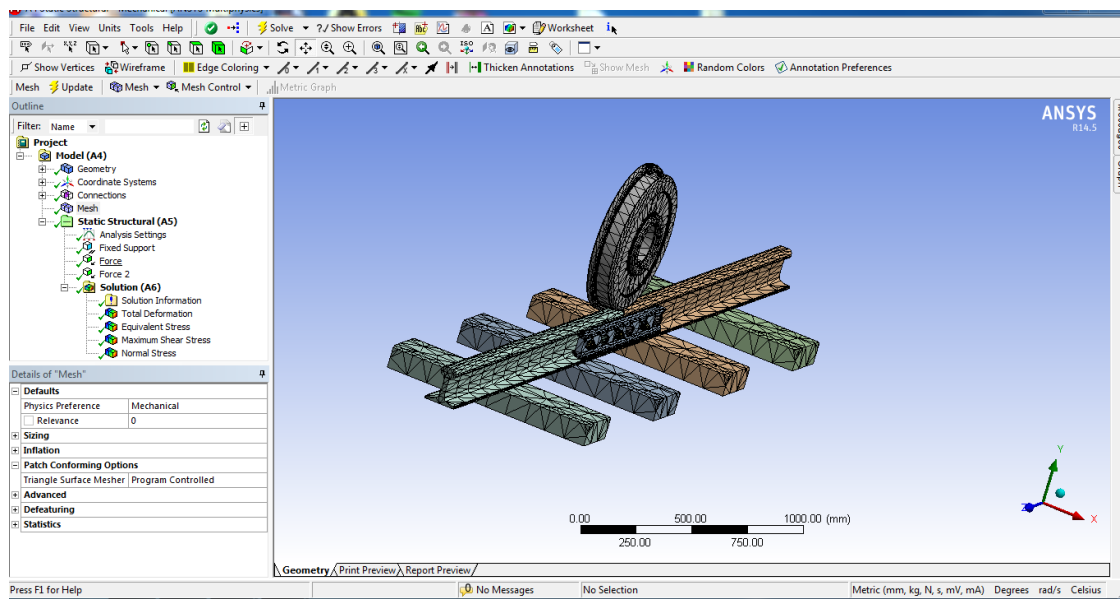 File Edit View Units Tools Help Solve ?/ Show Errors A Worksheet
Show Vertices Wireframe Edge Coloring Thicken Annotations Show Mesh Random Colors Annotation Preferences
Mesh Update Mesh Mesh Control Metric Graph
Outline
Filter: Name
Project
Model (A4)
Geometry
Coordinate Systems
Connections
Mesh
Static Structural (A5)
Analysis Settings
Fixed Support
Force
Force 2
Solution (A6)
Solution Information
Total Deformation
Equivalent Stress
Maximum Shear Stress
Normal Stress
Details of "Mesh"
Defaults
Physics Preference Mechanical
Relevance 0
Sizing
Inflation
Patch Conforming Options
Triangle Surface Mesher Program Controlled
Advanced
Defeaturing
Statistics
ANSYS
R14.5
0.00 500.00 1000.00 (mm)
250.00 750.00
Y
Z X
Geometry Print Preview Report Preview
Press F1 for Help 0 No Messages No Selection Metric (mm, kg, N, s, mV, mA) Degrees rad/s Celsius